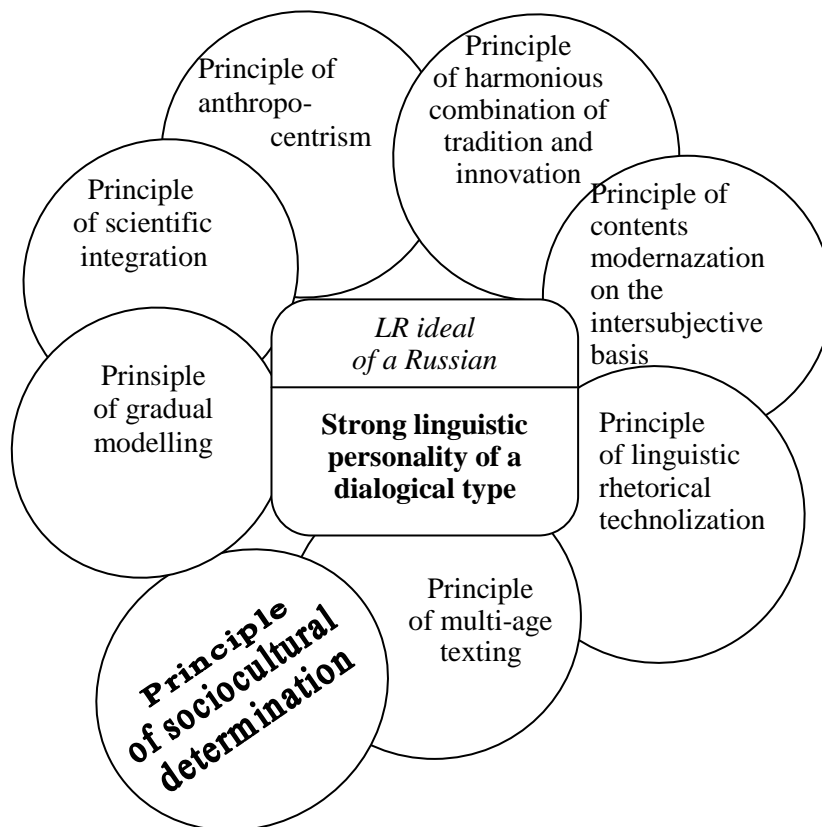 Principle of
anthropo-
centrism
Principle
of harmonious
combination of
tradition and
innovation
Principle
of scientific
integration
Principle of
contents
modernazation
on the
intersubjective
basis
LR ideal
of a Russian
Strong linguistic
personality of a
dialogical type
Prinsiple
of gradual
modelling
Principle
of linguistic
rhetorical
technolization
Principle
of multi-age
texting
Principle
of sociocultural
determination